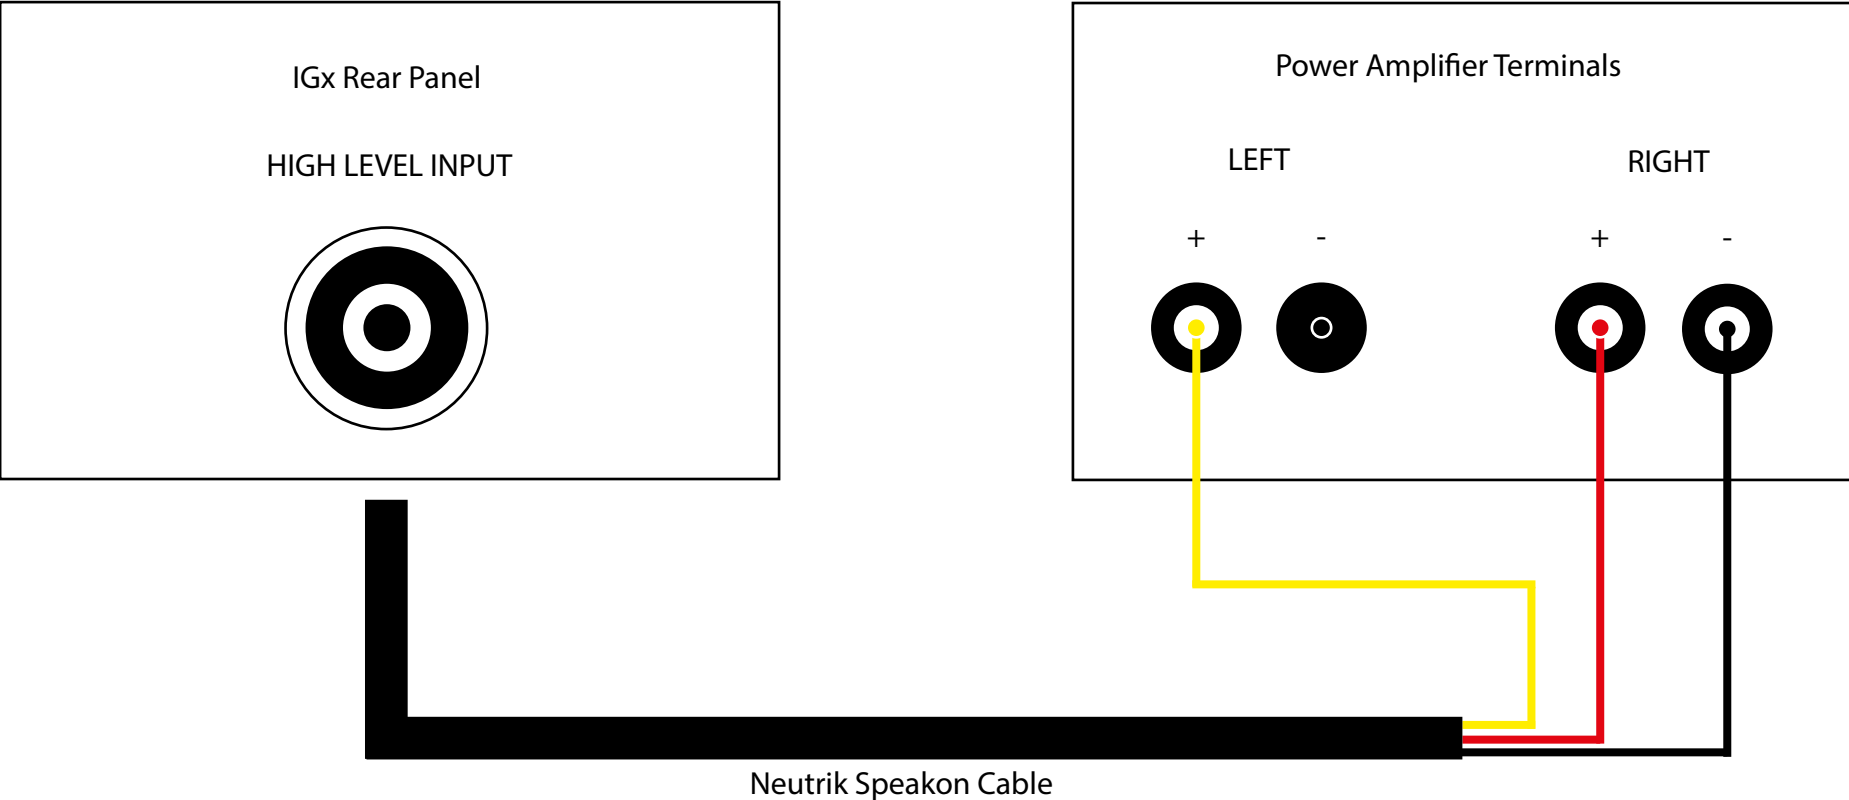 IGx Rear Panel
HIGH LEVEL INPUT
Power Amplifier Terminals
LEFT
RIGHT
+ -
+ -
Neutrik Speakon Cable